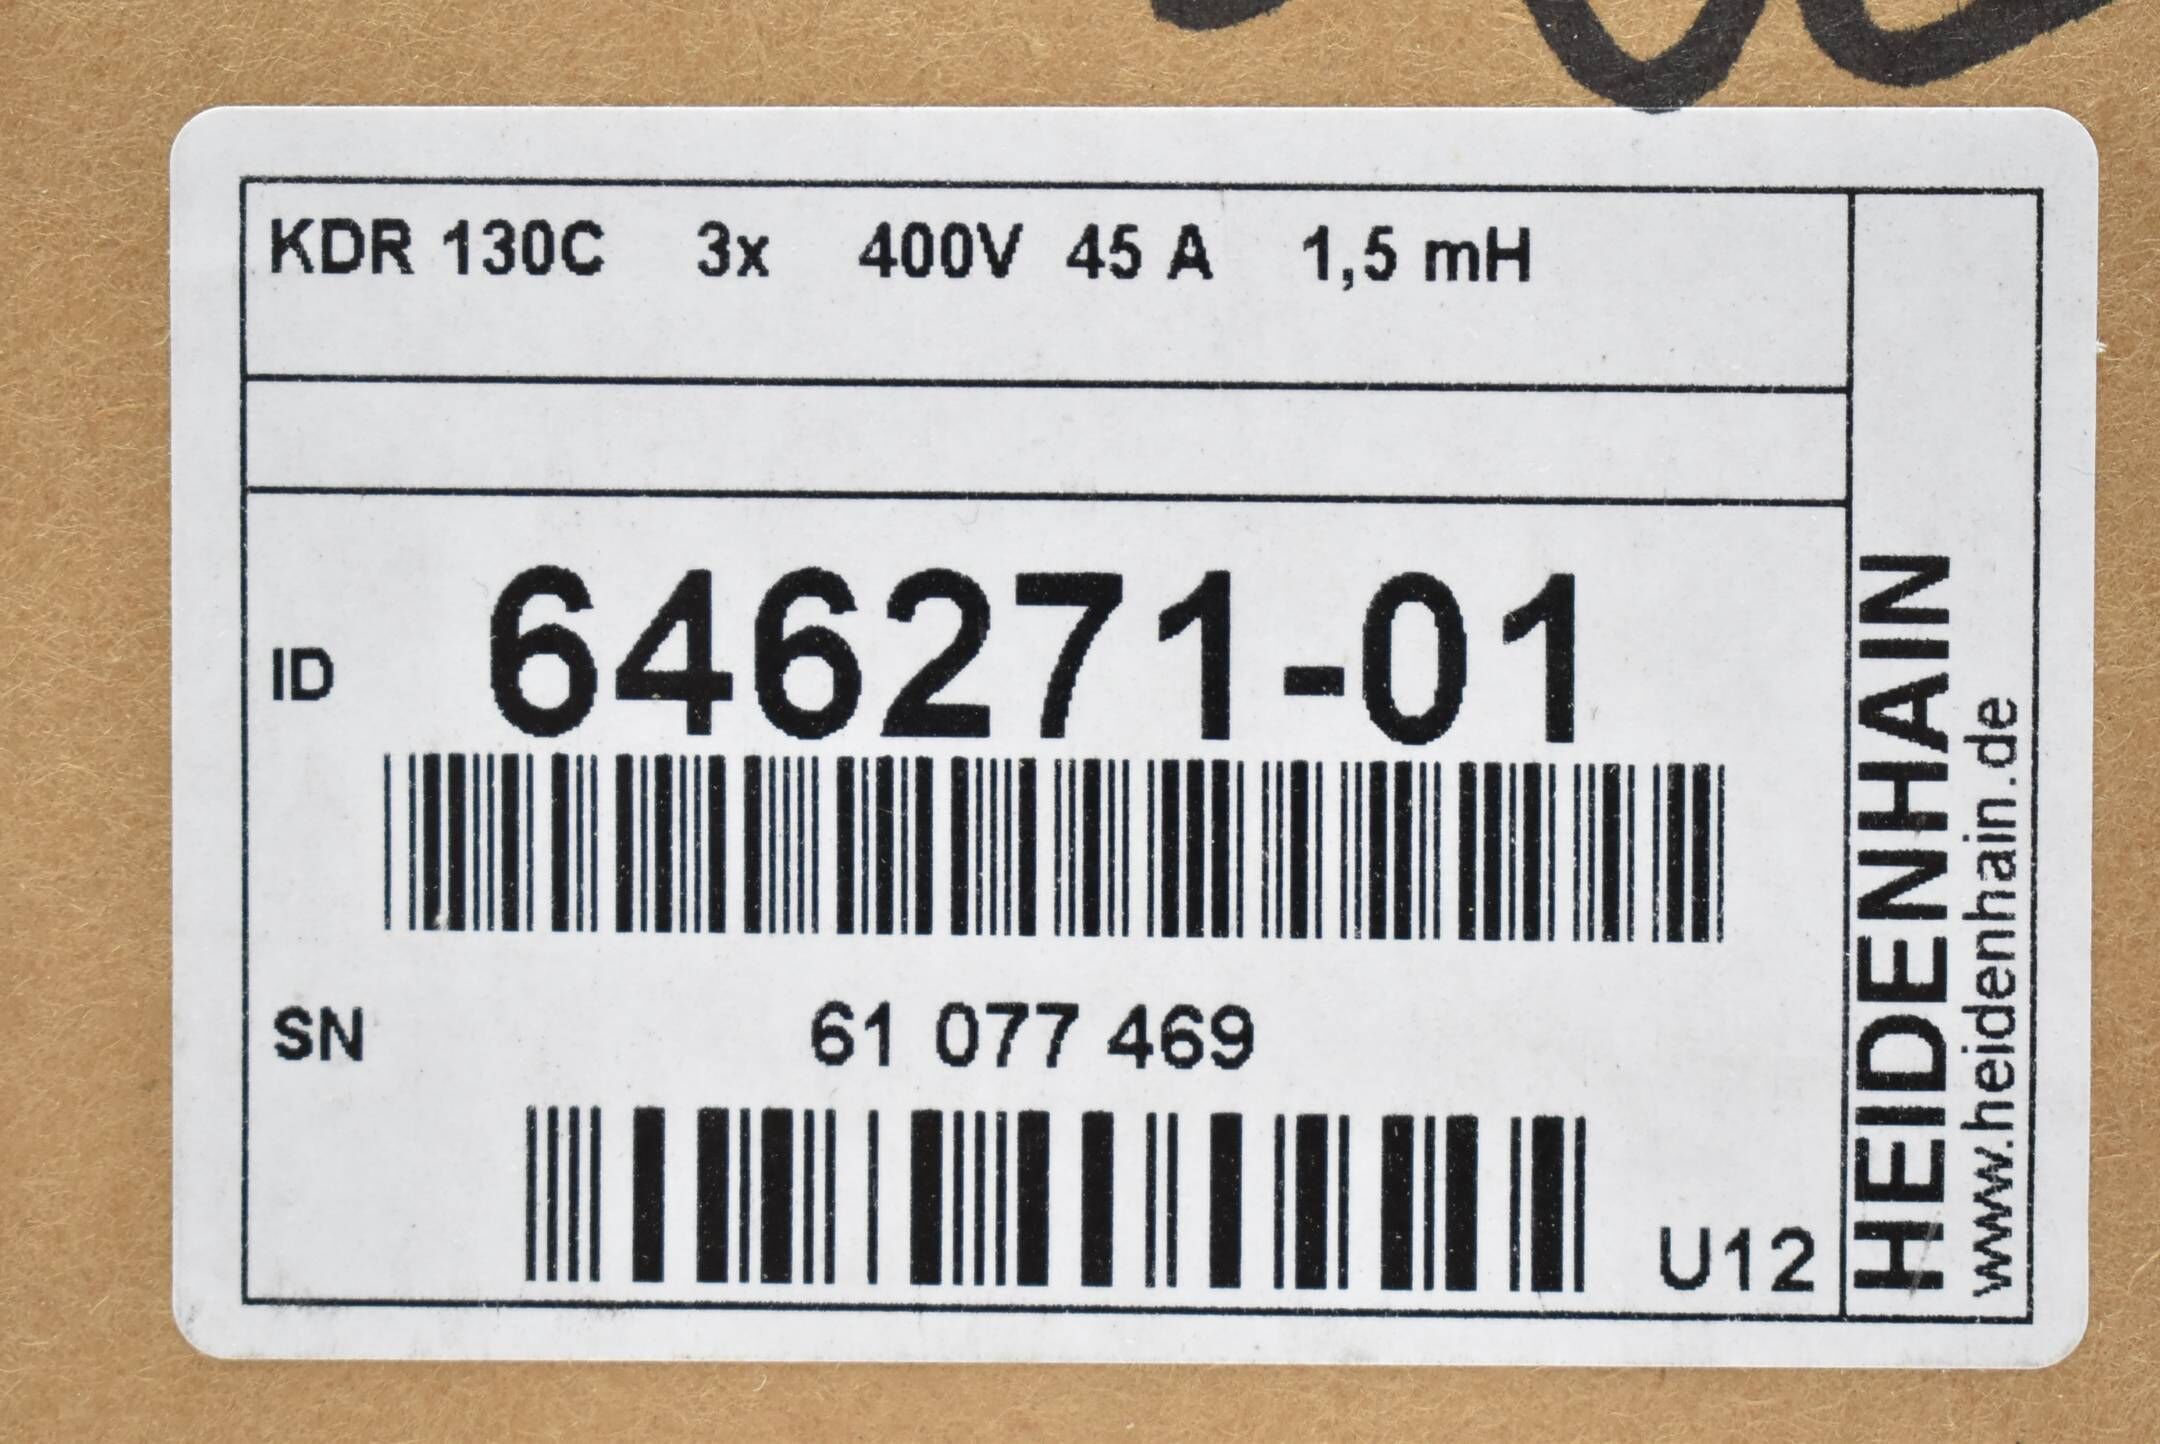 KDR 130C 3x 400V 45 A 1,5 mH
ID 646271-01
SN 61 077 469
U12
HEIDENHAIN
www.heidenhain.de